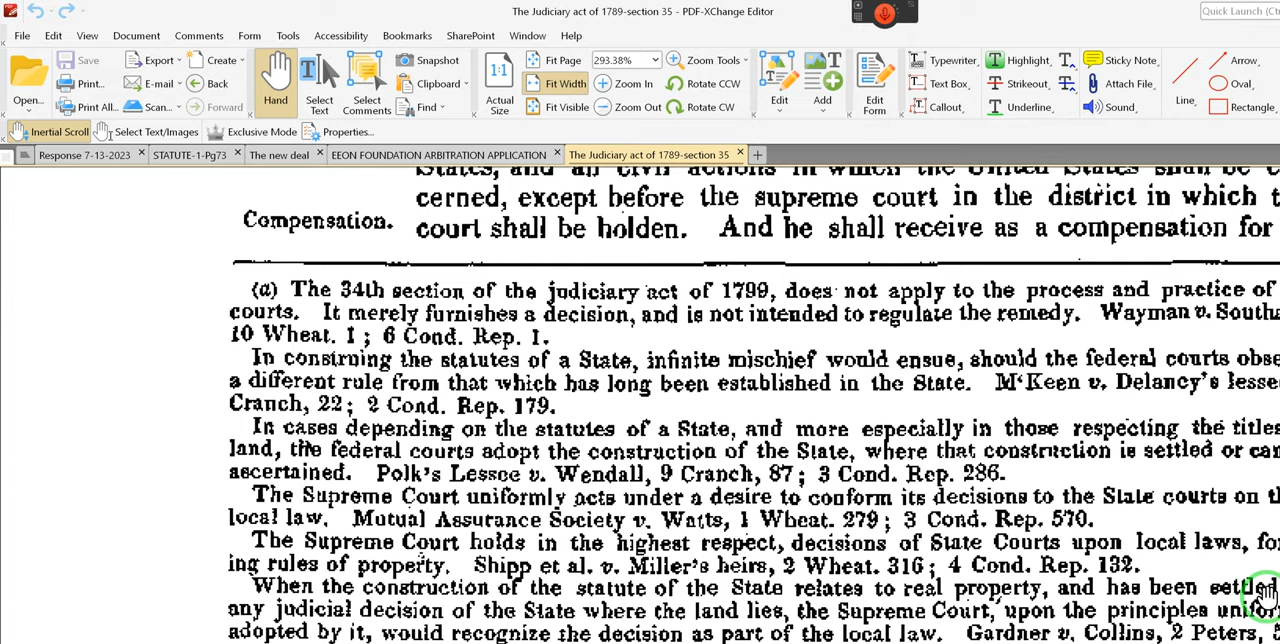 The Judiciary act of 1789-section 35 - PDF-XChange Editor
Quick Launch (Ct
File Edit View Document Comments Form Tools Accessibility Bookmarks SharePoint Window Help
Open...
Save
Print...
Print All...
Export
E-mail
Scan...
Create
Back
Forward
Hand
Select Text
Select Comments
Snapshot
Clipboard
Find
1:1
Actual Size
Fit Page
Fit Width
Fit Visible
293.38%
Zoom In
Zoom Out
Zoom Tools
Rotate CCW
Rotate CW
Edit
Add
Edit Form
Typewriter,
Text Box,
Callout,
Highlight,
Strikeout,
Underline,
Sticky Note,
Attach File,
Sound,
Line,
Arrow,
Oval,
Rectangle,
Inertial Scroll Select Text/Images Exclusive Mode Properties...
Response 7-13-2023 STATUTE-1-Pg73 The new deal EEON FOUNDATION ARBITRATION APPLICATION The Judiciary act of 1789-section 35
States, and all civil actions in which the United States shall be c
cerned, except before the supreme court in the district in which t
Compensation. court shall be holden. And he shall receive as a compensation for
(a) The 34th section of the judiciary act of 1799, does not apply to the process and practice of
courts. It merely furnishes a decision, and is not intended to regulate the remedy. Wayman v. Southa
10 Wheat. 1 ; 6 Cond. Rep. 1.
In construing the statutes of a State, infinite mischief would ensue, should the federal courts obse
a different rule from that which has long been established in the State. M'Keen v. Delancy's lesse
Cranch, 22; 2 Cond. Rep. 179.
In cases depending on the statutes of a State, and more especially in those respecting the titles
land, the federal courts adopt the construction of the State, where that construction is settled or can
ascertained. Polk's Lessee v. Wendall, 9 Cranch, 87; 3 Cond. Rep. 286.
The Supreme Court uniformly acts under a desire to conform its decisions to the State courts on th
local law. Mutual Assurance Society v. Watts, 1 Wheat. 279; 3 Cond. Rep. 570.
The Supreme Court holds in the highest respect, decisions of State Courts upon local laws, for
ing rules of property. Shipp et al. v. Miller's heirs, 2 Wheat. 316; 4 Cond. Rep. 132.
When the construction of the statute of the State relates to real property, and has been settled
any judicial decision of the State where the land lies, the Supreme Court, upon the principles unifor
adopted by it, would recognize the decision as part of the local law. Gardner v. Collins, 2 Peters,